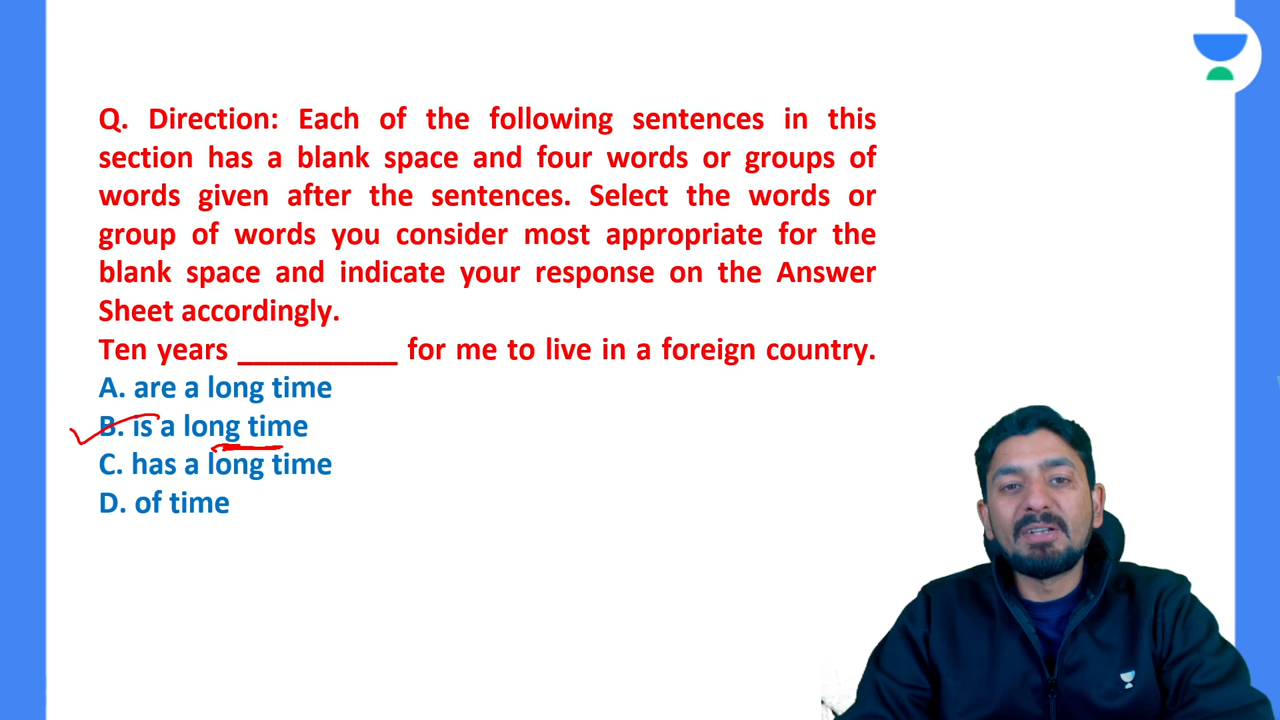 Q. Direction: Each of the following sentences in this
section has a blank space and four words or groups of
words given after the sentences. Select the words or
group of words you consider most appropriate for the
blank space and indicate your response on the Answer
Sheet accordingly.
Ten years __________ for me to live in a foreign country.
A. are a long time
B. is a long time
C. has a long time
D. of time